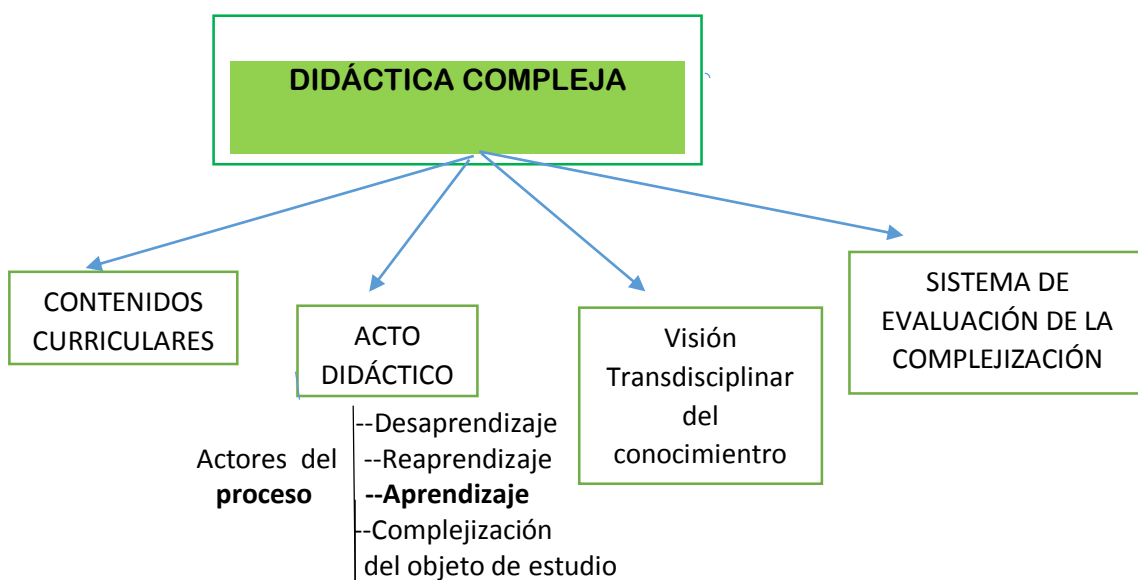 DIDÁCTICA COMPLEJA
CONTENIDOS
CURRICULARES
ACTO
DIDÁCTICO
Visión
Transdisciplinar
del
conocimientro
SISTEMA DE
EVALUACIÓN DE LA
COMPLEJIZACIÓN
Actores del
proceso
--Desaprendizaje
--Reaprendizaje
--Aprendizaje
--Complejización
del objeto de estudio